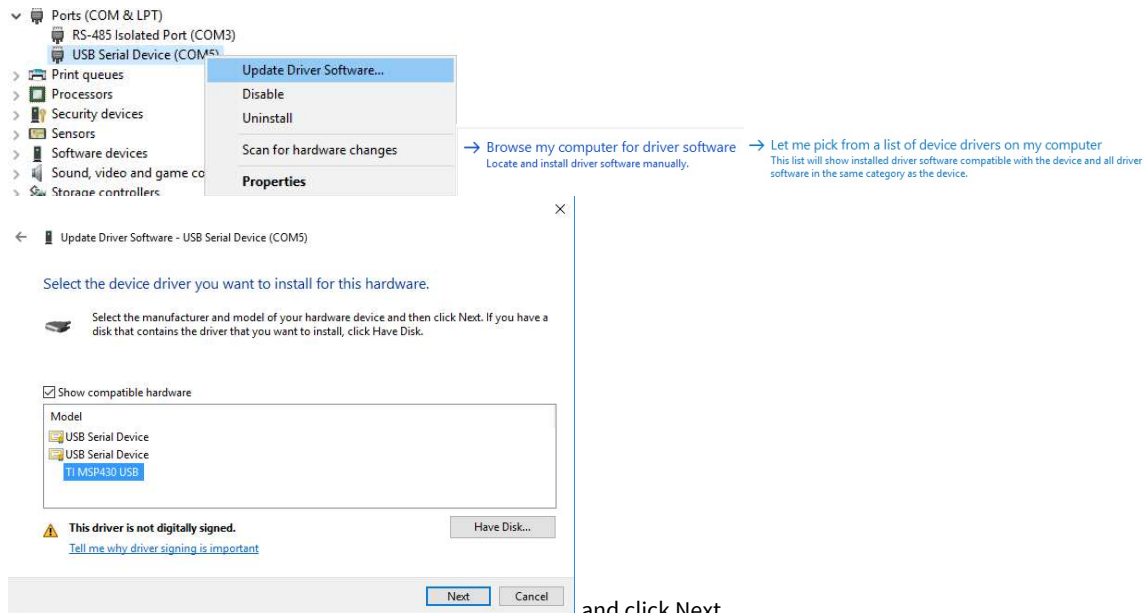 Ports (COM & LPT)
RS-485 Isolated Port (COM3)
USB Serial Device (COM5)
Print queues
Processors
Security devices
Sensors
Software devices
Sound, video and game co
Storage controllers
Update Driver Software...
Disable
Uninstall
Scan for hardware changes
Properties
→ Browse my computer for driver software
Locate and install driver software manually.
→ Let me pick from a list of device drivers on my computer
This list will show installed driver software compatible with the device and all driver
software in the same category as the device.
Update Driver Software - USB Serial Device (COM5)
Select the device driver you want to install for this hardware.
Select the manufacturer and model of your hardware device and then click Next. If you have a
disk that contains the driver that you want to install, click Have Disk.
Show compatible hardware
Model
USB Serial Device
USB Serial Device
TI MSP430 USB
This driver is not digitally signed.
Have Disk...
Tell me why driver signing is important
Next
Cancel
and click Next